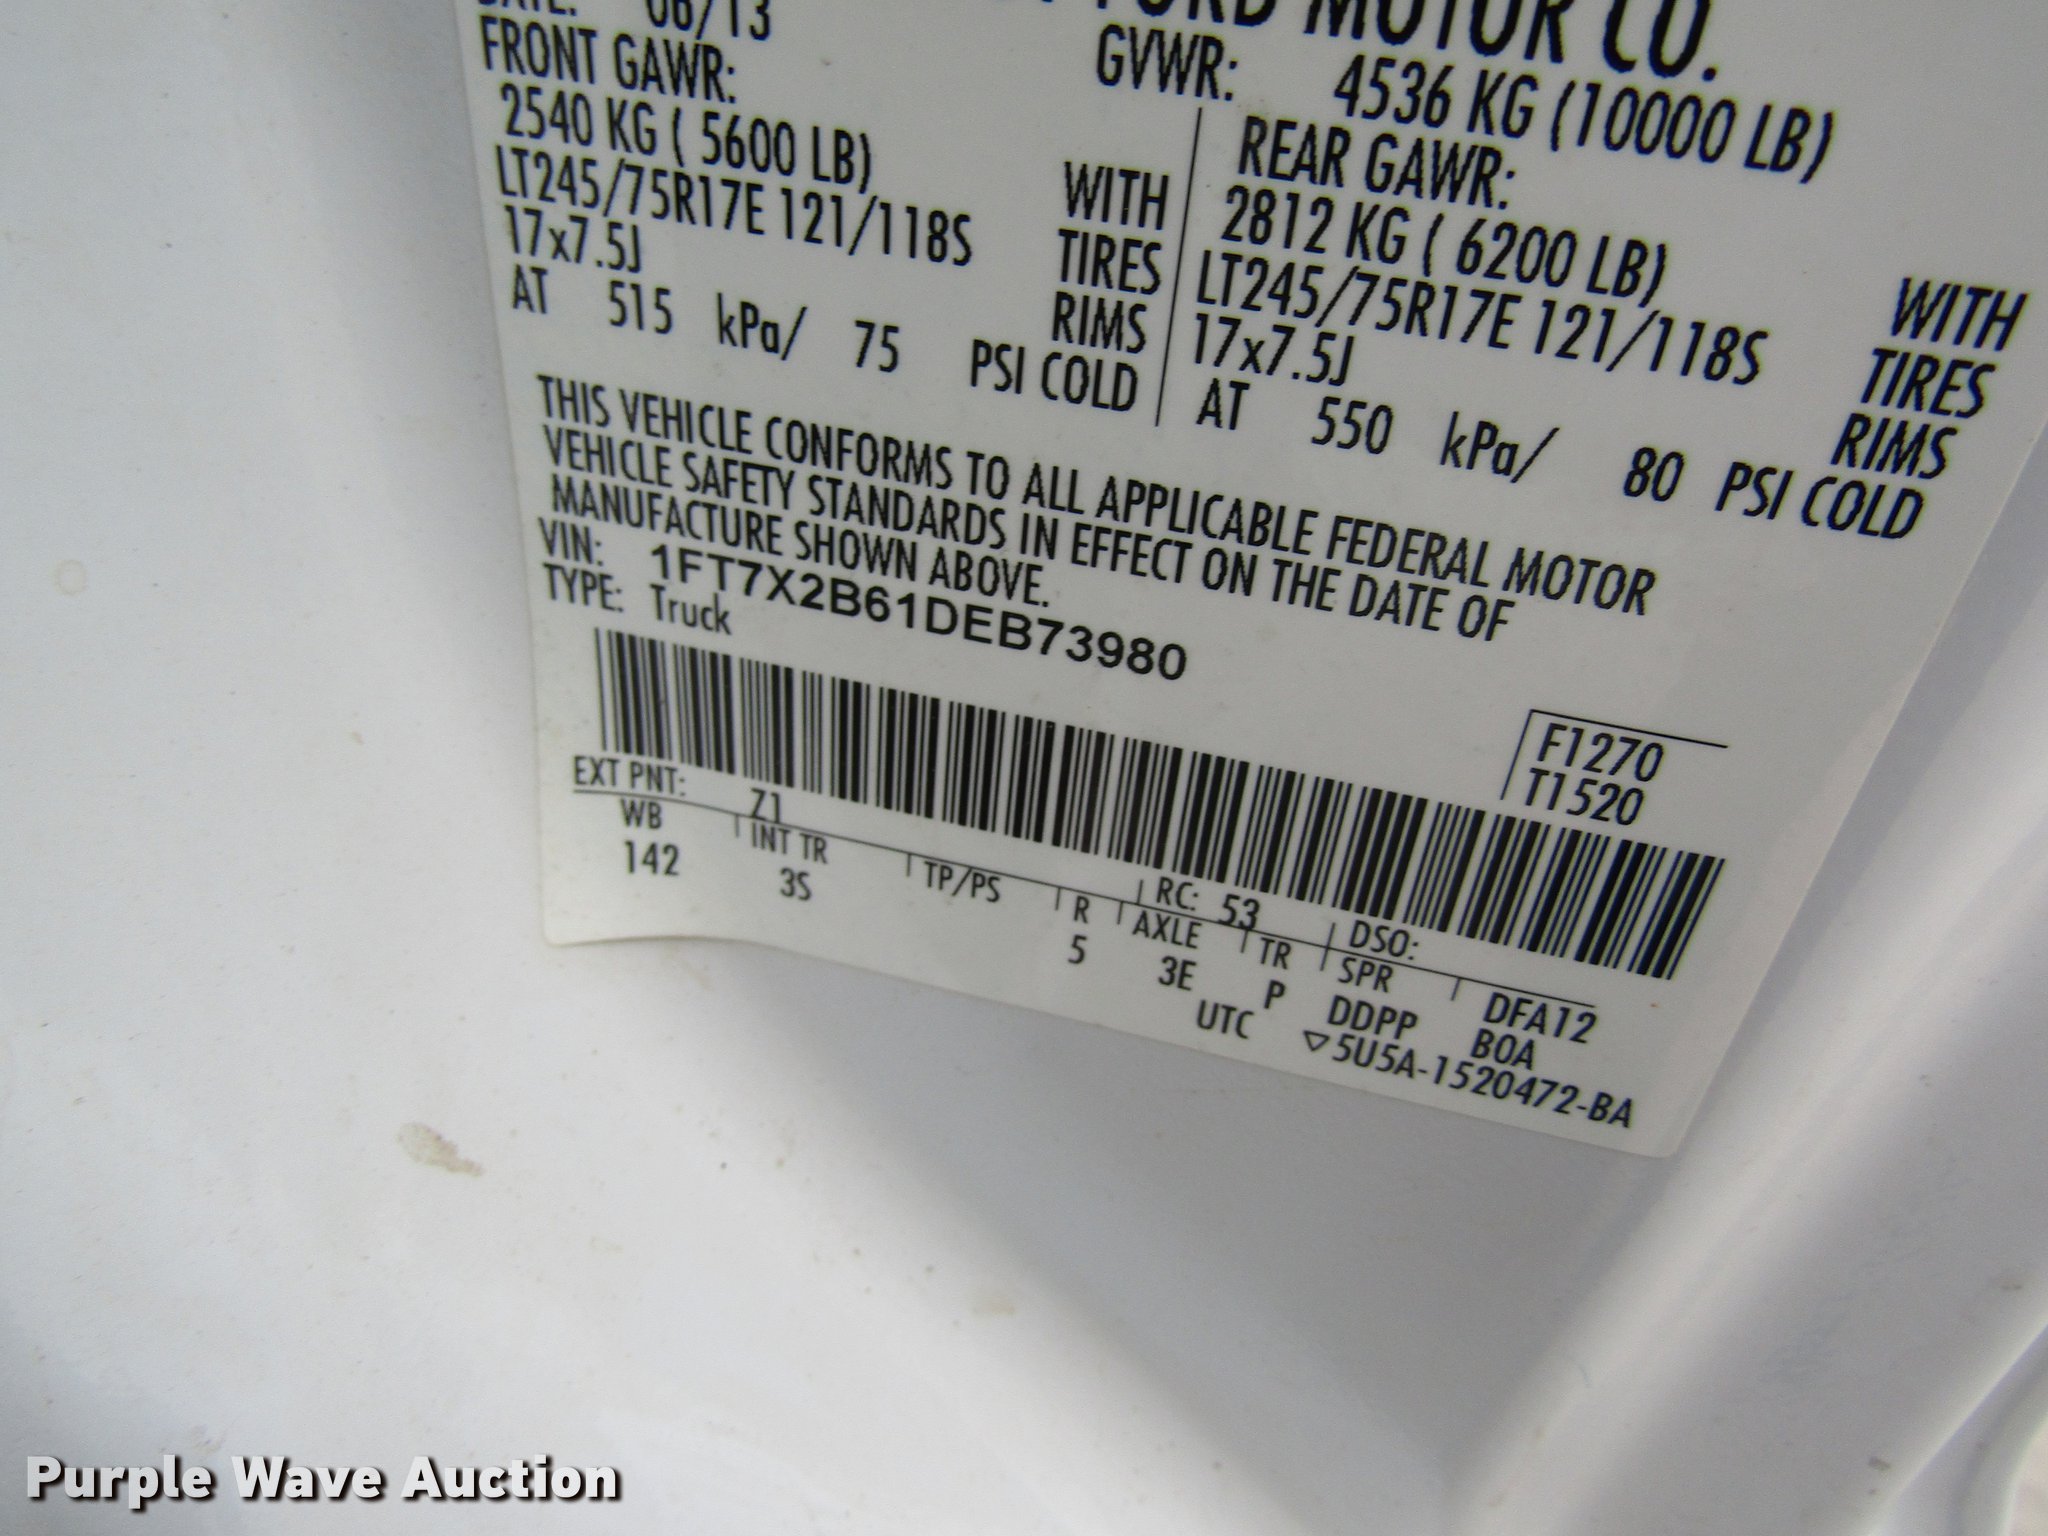 DATE: 06/13
FORD MOTOR CO.
FRONT GAWR:
GVWR: 4536 KG (10000 LB)
2540 KG ( 5600 LB) WITH
LT245/75R17E 121/118S TIRES
17x7.5J RIMS
AT 515 kPa/ 75 PSI COLD
REAR GAWR:
2812 KG ( 6200 LB) WITH
LT245/75R17E 121/118S TIRES
17x7.5J RIMS
AT 550 kPa/ 80 PSI COLD
THIS VEHICLE CONFORMS TO ALL APPLICABLE FEDERAL MOTOR
VEHICLE SAFETY STANDARDS IN EFFECT ON THE DATE OF
MANUFACTURE SHOWN ABOVE.
VIN: 1FT7X2B61DEB73980
TYPE: Truck
F1270
T1520
EXT PNT: Z1 RC: 53 DSO:
WB INT TR TP/PS R AXLE TR SPR DFA12
142 3S 5 3E P DDPP BOA
UTC ▽5U5A-1520472-BA
Purple Wave Auction